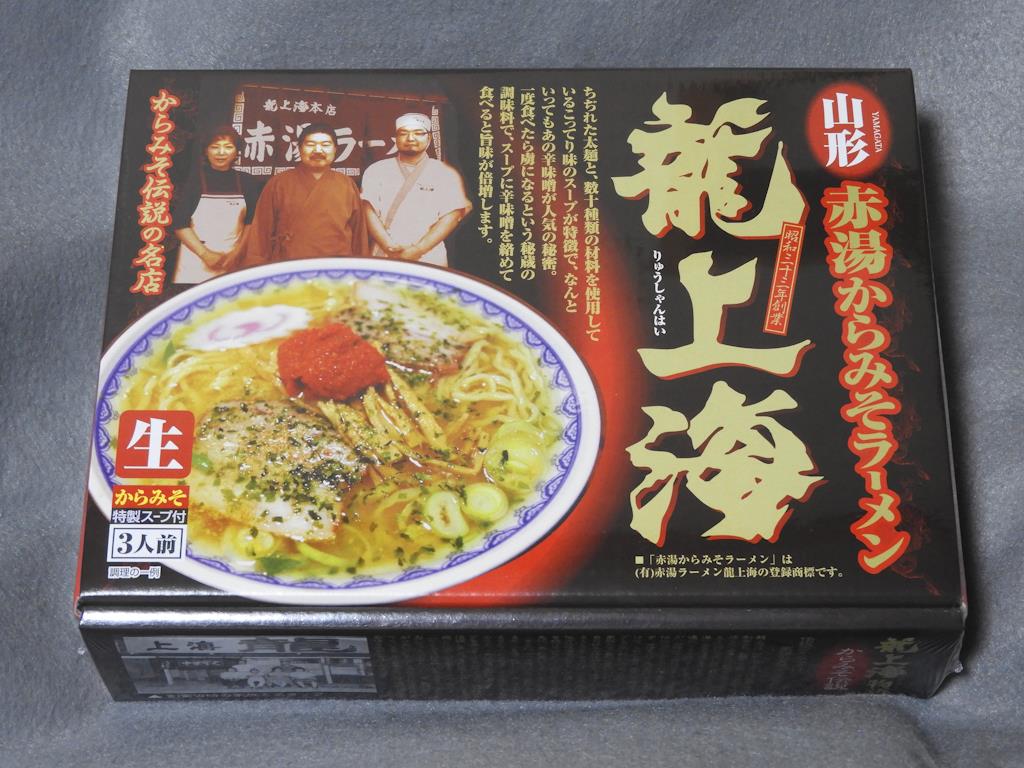 山形
YAMAGATA
赤湯からみそラーメン
龍上海
りゅうしゃんはい
昭和三十三年創業
ちぢれた太麺と、数十種類の材料を使用して
いるこってり味のスープが特徴で、なんと
いってもあの辛味噌が人気の秘密。
一度食べたら虜になるという秘蔵の
調味料で、スープに辛味噌を絡めて
食べると旨味が倍増します。
龍上海本店
赤湯ラーメ
からみそ伝説の名店
生
からみそ
特製スープ付
3人前
調理の一例
■「赤湯からみそラーメン」は
(有)赤湯ラーメン龍上海の登録商標です。
上海
龍
龍上海